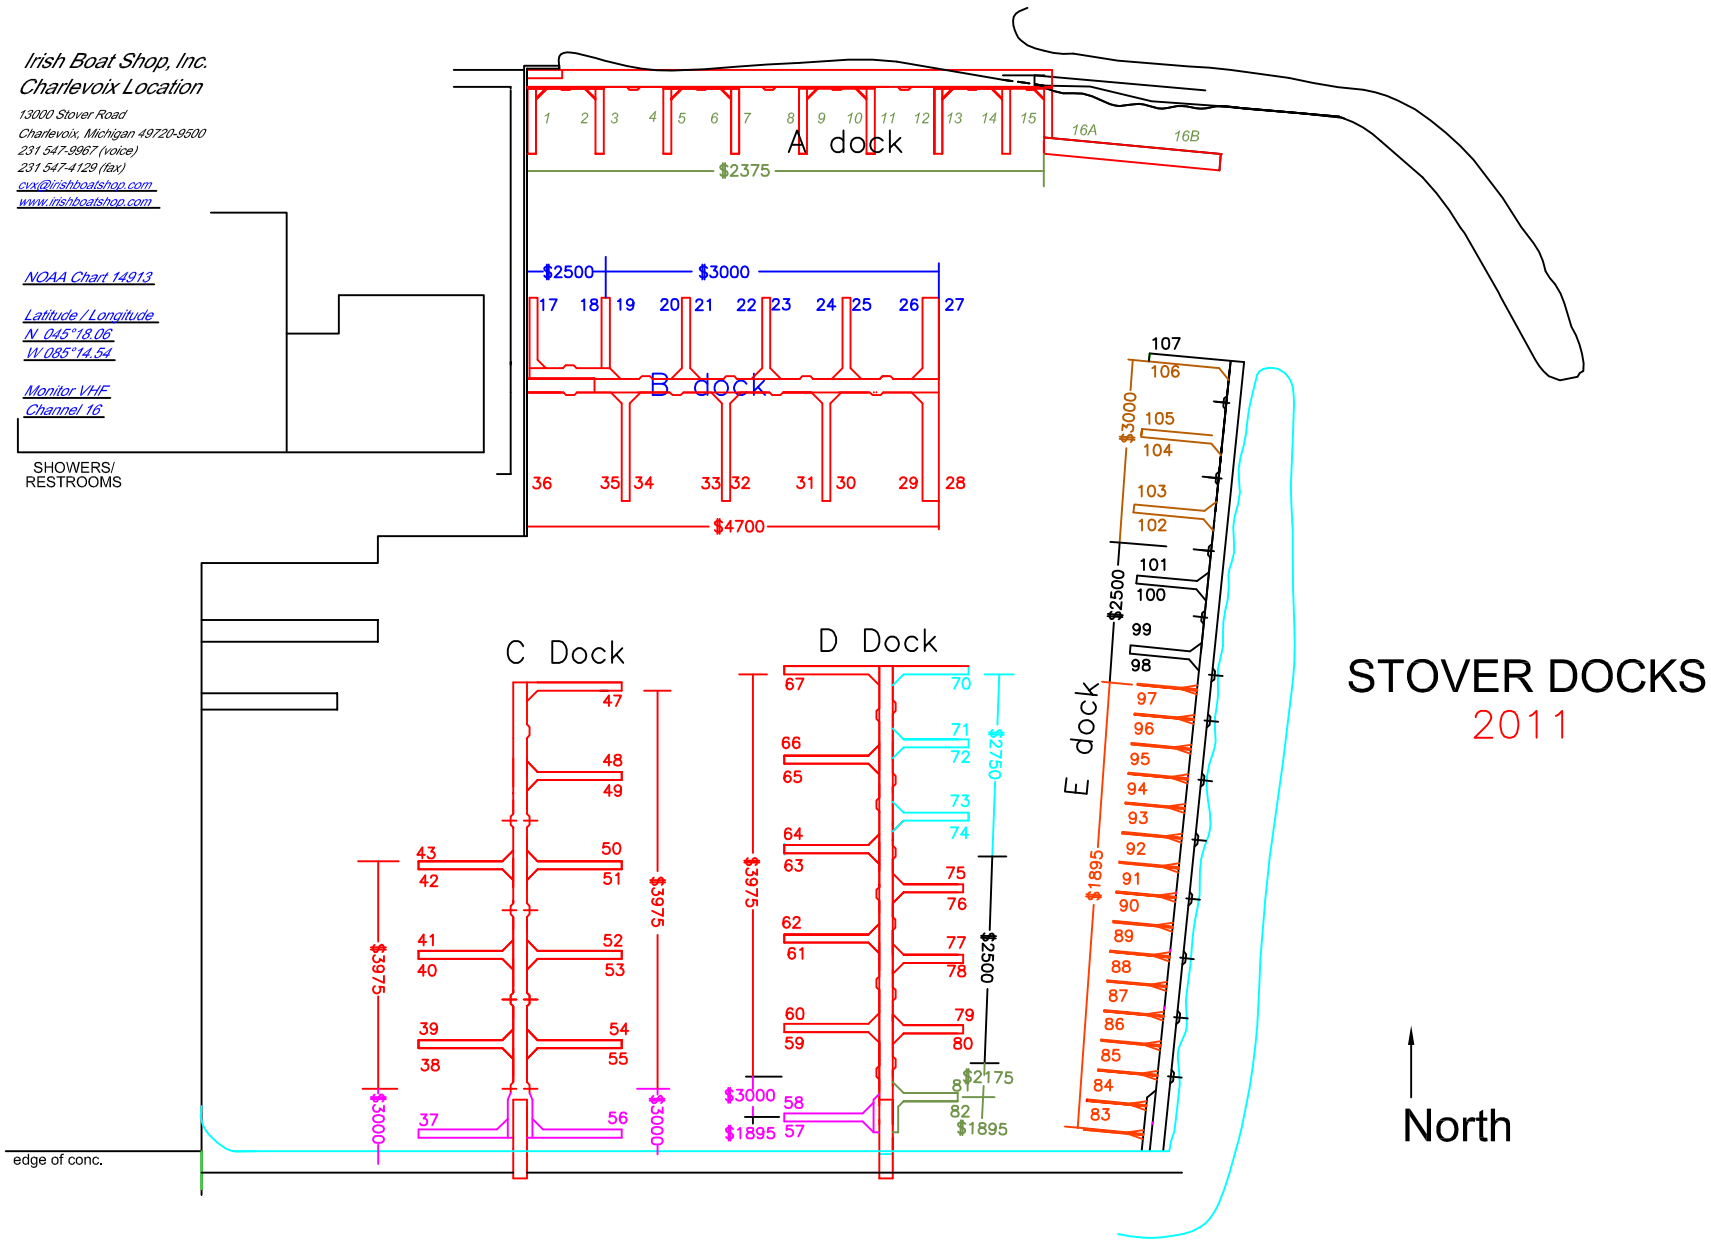 Irish Boat Shop, Inc.
Charlevoix Location
13000 Stover Road
Charlevoix, Michigan 49720-9500
231 547-9967 (voice)
231 547-4129 (fax)
cvx@irishboatshop.com
www.irishboatshop.com
NOAA Chart 14913
Latitude / Longitude
N 045°18.06
W 085°14.54
Monitor VHF
Channel 16
SHOWERS/
RESTROOMS
1 2 3 4 5 6 7 8 9 10 11 12 13 14 15 16A 16B
A dock
$2375
$2500 $3000
17 18 19 20 21 22 23 24 25 26 27
B dock
36 35 34 33 32 31 30 29 28
$4700
C Dock
47
48
49
43 50
42 51
41 52
40 53
39 54
38 55
37 56
$3975
$3975
$3000
$3000
D Dock
67 70
66 71
65 72
64 73
63 74
75
76
62 77
61 78
60 79
59 80
81
58 82
57
$3975
$2750
$2500
$3000
$2175
$1895
$1895
E dock
107
106
105
104
103
102
101
100
99
98
97
96
95
94
93
92
91
90
89
88
87
86
85
84
83
$3000
$2500
$1895
STOVER DOCKS
2011
North
edge of conc.